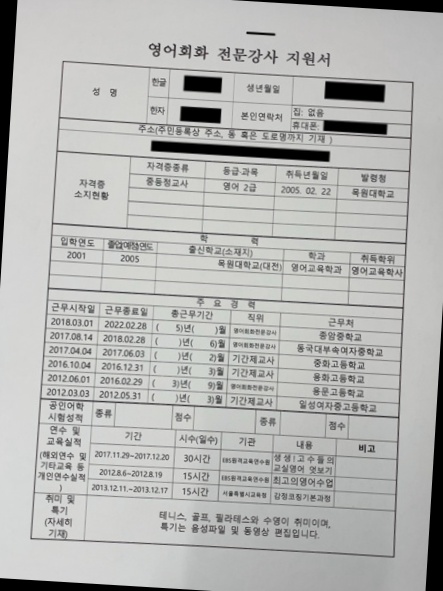 영어회화 전문강사 지원서
성 명 한글 생년월일
한자 본인연락처 집: 없음
휴대폰:
주소(주민등록상 주소, 동 혹은 도로명까지 기재 )
자격증 소지현황 자격증종류 등급·과목 취득년월일 발령청
중등정교사 영어 2급 2005. 02. 22 목원대학교
학 력
입학연도 졸업(예정)연도 출신학교(소재지) 학과 취득학위
2001 2005 목원대학교(대전) 영어교육학과 영어교육학사
주 요 경 력
근무시작일 근무종료일 총근무기간 직위 근무처
2018.03.01 2022.02.28 ( 5)년( )월 영어회화전문강사 중암중학교
2017.08.14 2018.02.28 ( )년( 6)월 영어회화전문강사 동국대부속여자중학교
2017.04.04 2017.06.03 ( )년( 2)월 기간제교사 중화고등학교
2016.10.04 2016.12.31 ( )년( 3)월 기간제교사 용화고등학교
2012.06.01 2016.02.29 ( 3)년( 9)월 영어회화전문강사 용문고등학교
2012.03.03 2012.05.31 ( )년( 3)월 기간제교사 일성여자중고등학교
공인어학 시험성적 종류 점수 종류 점수
연수 및 교육실적 (해외연수 및 기타교육 등 개인연수실적 ) 기간 시수(일수) 기관 내용 비고
2017.11.29~2017.12.20 30시간 EBS원격교육연수원 생생!고수들의 교실영어 엿보기
2012.8.6~2012.8.19 15시간 EBS원격교육연수원 최고의영어수업
2013.12.11.~2013.12.17 15시간 서울특별시교육청 감정코칭기본과정
취미 및 특기 (자세히 기재) 테니스, 골프, 필라테스와 수영이 취미이며,
특기는 음성파일 및 동영상 편집입니다.